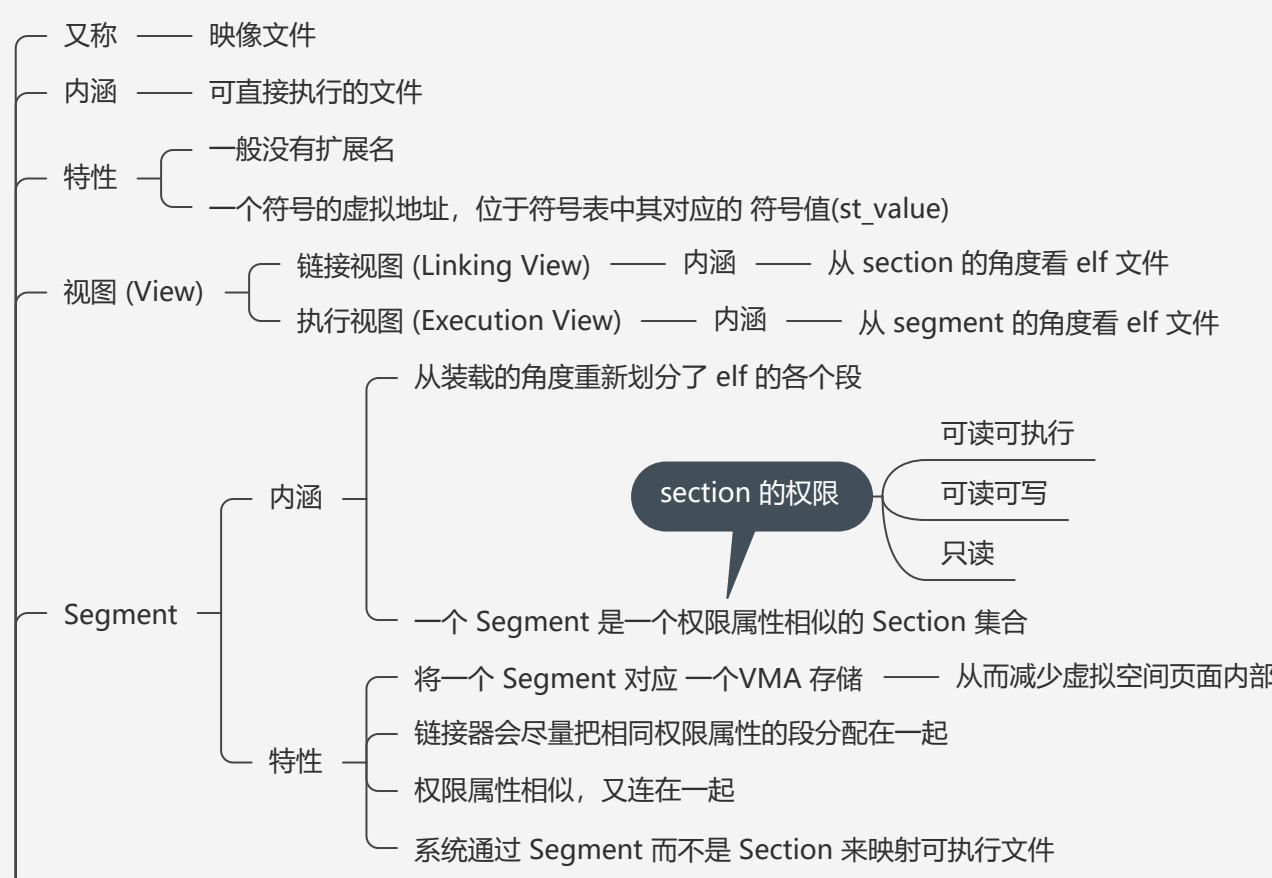 又称
映像文件
内涵
可直接执行的文件
特性
一般没有扩展名
一个符号的虚拟地址，位于符号表中其对应的 符号值(st_value)
视图 (View)
链接视图 (Linking View)
内涵
从 section 的角度看 elf 文件
执行视图 (Execution View)
内涵
从 segment 的角度看 elf 文件
Segment
内涵
从装载的角度重新划分了 elf 的各个段
section 的权限
可读可执行
可读可写
只读
一个 Segment 是一个权限属性相似的 Section 集合
特性
将一个 Segment 对应 一个VMA 存储
从而减少虚拟空间页面内部
链接器会尽量把相同权限属性的段分配在一起
权限属性相似，又连在一起
系统通过 Segment 而不是 Section 来映射可执行文件